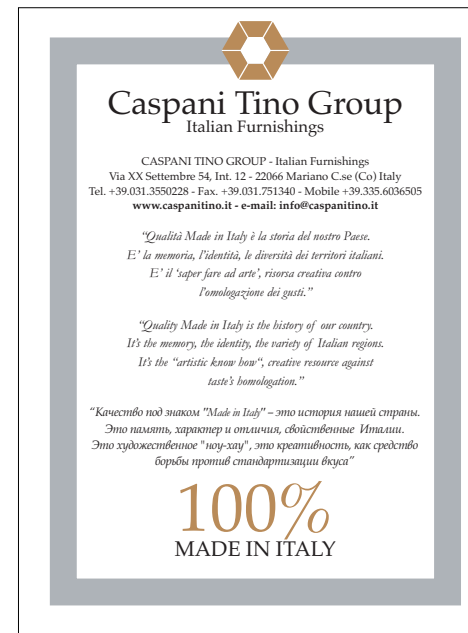 Caspani Tino Group
Italian Furnishings
CASPANI TINO GROUP - Italian Furnishings
Via XX Settembre 54, Int. 12 - 22066 Mariano C.se (Co) Italy
Tel. +39.031.3550228 - Fax. +39.031.751340 - Mobile +39.335.6036505
www.caspanitino.it - e-mail: info@caspanitino.it
“Qualità Made in Italy è la storia del nostro Paese.
E’ la memoria, l’identità, le diversità dei territori italiani.
E’ il ‘saper fare ad arte’, risorsa creativa contro
l’omologazione dei gusti.”
“Quality Made in Italy is the history of our country.
It’s the memory, the identity, the variety of Italian regions.
It’s the “artistic know how“, creative resource against
taste’s homologation.”
“Качество под знаком "Made in Italy" – это история нашей страны.
Это память, характер и отличия, свойственные Италии.
Это художественное "ноу-хау", это креативность, как средство
борьбы против стандартизации вкуса”
100%
MADE IN ITALY